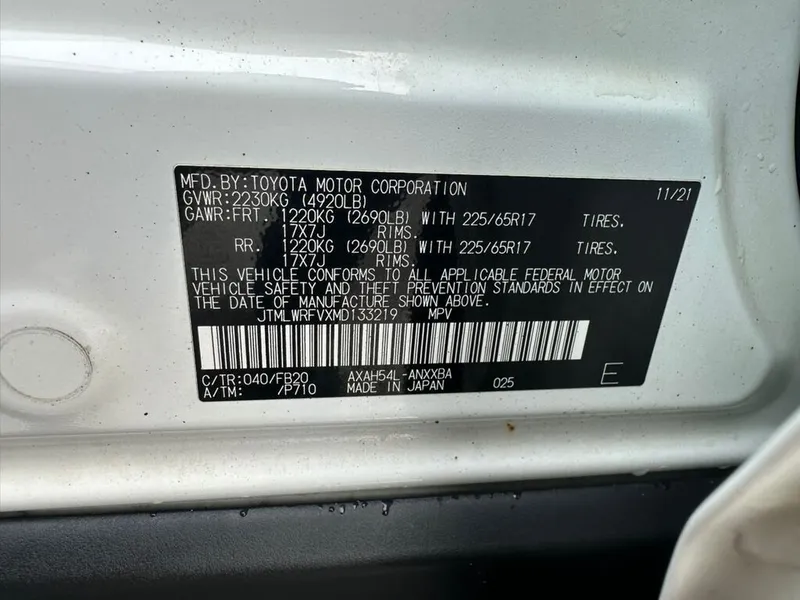 MFD.BY:TOYOTA MOTOR CORPORATION 11/21
GVWR:2230KG (4920LB)
GAWR:FRT. 1220KG (2690LB) WITH 225/65R17 TIRES.
17X7J RIMS.
RR. 1220KG (2690LB) WITH 225/65R17 TIRES.
17X7J RIMS.
THIS VEHICLE CONFORMS TO ALL APPLICABLE FEDERAL MOTOR
VEHICLE SAFETY AND THEFT PREVENTION STANDARDS IN EFFECT ON
THE DATE OF MANUFACTURE SHOWN ABOVE.
JTMLWRFVXMD133219 MPV
C/TR:040/FB20 AXAH54L-ANXXBA
A/TM: /P710 MADE IN JAPAN 025 E